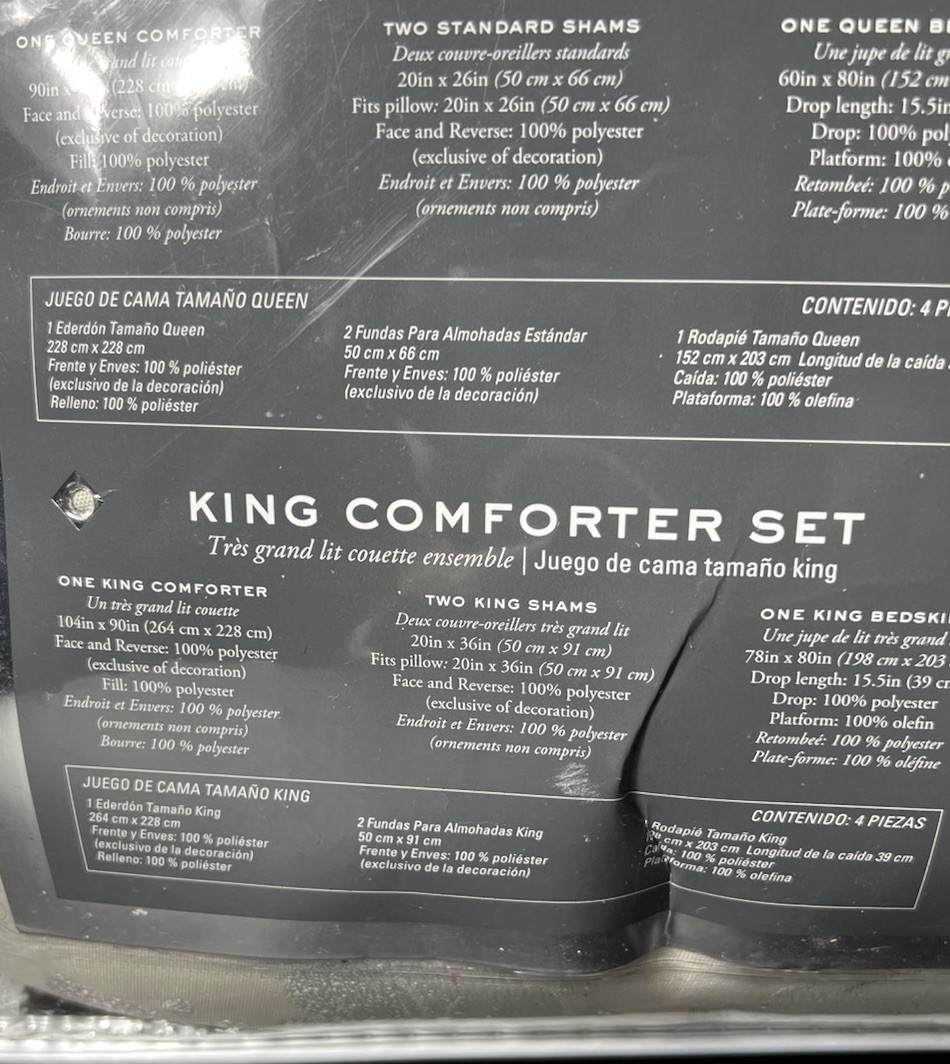 ONE QUEEN COMFORTER
grand lit
90in x (228 cm
Face and Reverse: 100% polyester
(exclusive of decoration)
Fill: 100% polyester
Endroit et Envers: 100 % polyester
(ornements non compris)
Bourre: 100 % polyester
TWO STANDARD SHAMS
Deux couvre-oreillers standards
20in x 26in (50 cm x 66 cm)
Fits pillow: 20in x 26in (50 cm x 66 cm)
Face and Reverse: 100% polyester
(exclusive of decoration)
Endroit et Envers: 100 % polyester
(ornements non compris)
ONE QUEEN
Une jupe de lit
60in x 80in (152 cm
Drop length: 15.5in
Drop: 100%
Platform: 100%
Retombeé: 100 %
Plate-forme: 100 %
JUEGO DE CAMA TAMAÑO QUEEN
CONTENIDO: 4
1 Ederdón Tamaño Queen
228 cm x 228 cm
Frente y Enves: 100 % poliéster
(exclusivo de la decoración)
Relleno: 100 % poliéster
2 Fundas Para Almohadas Estándar
50 cm x 66 cm
Frente y Enves: 100 % poliéster
(exclusivo de la decoración)
1 Rodapié Tamaño Queen
152 cm x 203 cm Longitud de la caída
Caída: 100 % poliéster
Plataforma: 100 % olefina
KING COMFORTER SET
Très grand lit couette ensemble | Juego de cama tamaño king
ONE KING COMFORTER
Un très grand lit couette
104in x 90in (264 cm x 228 cm)
Face and Reverse: 100% polyester
(exclusive of decoration)
Fill: 100% polyester
Endroit et Envers: 100 % polyester
(ornements non compris)
Bourre: 100 % polyester
TWO KING SHAMS
Deux couvre-oreillers très grand lit
20in x 36in (50 cm x 91 cm)
Fits pillow: 20in x 36in (50 cm x 91 cm)
Face and Reverse: 100% polyester
(exclusive of decoration)
Endroit et Envers: 100 % polyester
(ornements non compris)
ONE KING BEDSKI
Une jupe de lit très grand
78in x 80in (198 cm x 203
Drop length: 15.5in (39 cm
Drop: 100% polyester
Platform: 100% olefin
Retombeé: 100 % polyester
Plate-forme: 100 % oléfine
JUEGO DE CAMA TAMAÑO KING
CONTENIDO: 4 PIEZAS
1 Ederdón Tamaño King
264 cm x 228 cm
Frente y Enves: 100 % poliéster
(exclusivo de la decoración)
Relleno: 100 % poliéster
2 Fundas Para Almohadas King
50 cm x 91 cm
Frente y Enves: 100 % poliéster
(exclusivo de la decoración)
Rodapié Tamaño King
cm x 203 cm Longitud de la caída 39 cm
Caída: 100 % poliéster
Plataforma: 100 % olefina